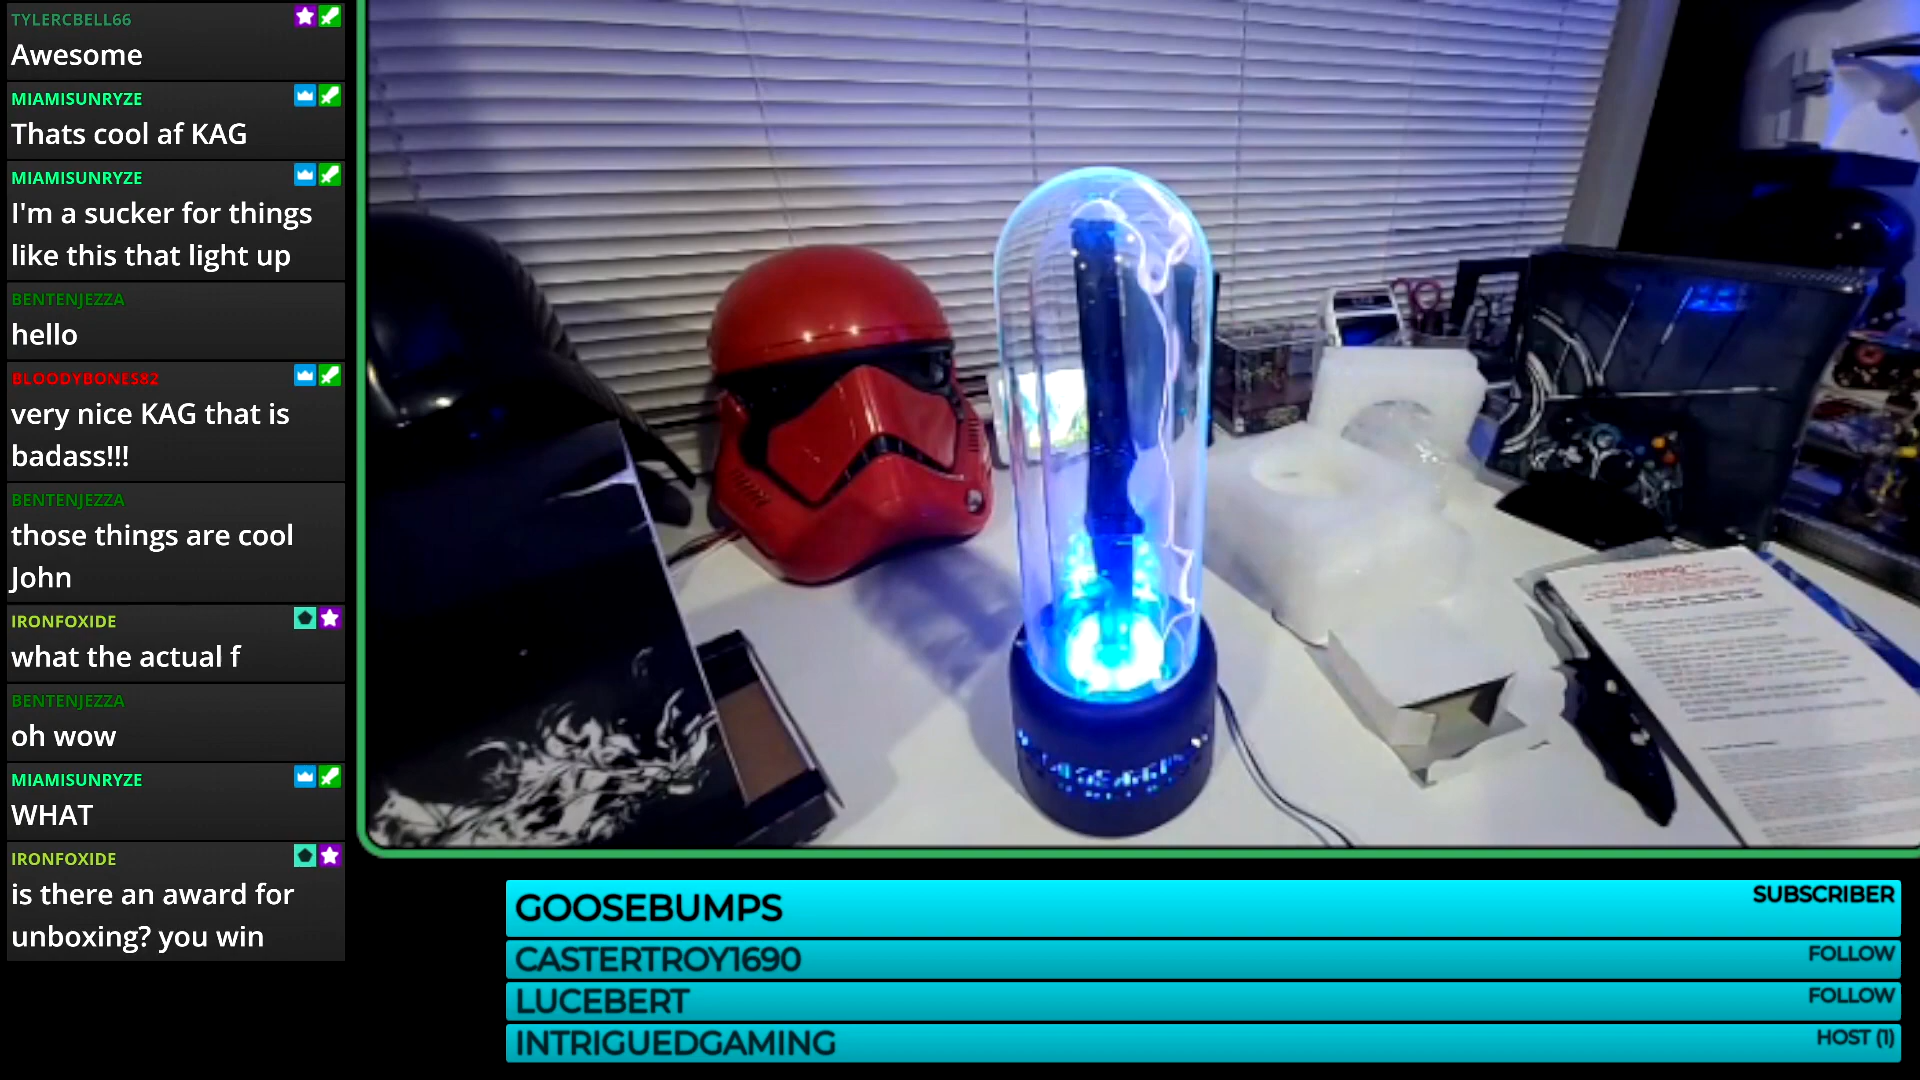 TYLERCBELL66
Awesome
MIAMISUNRYZE
Thats cool af KAG
MIAMISUNRYZE
I'm a sucker for things
like this that light up
BENTENJEZZA
hello
BLOODYBONES82
very nice KAG that is
badass!!!
BENTENJEZZA
those things are cool
John
IRONFOXIDE
what the actual f
BENTENJEZZA
oh wow
MIAMISUNRYZE
WHAT
IRONFOXIDE
is there an award for
unboxing? you win
GOOSEBUMPS
SUBSCRIBER
CASTERTROY1690
FOLLOW
LUCEBERT
FOLLOW
INTRIGUEDGAMING
HOST (1)